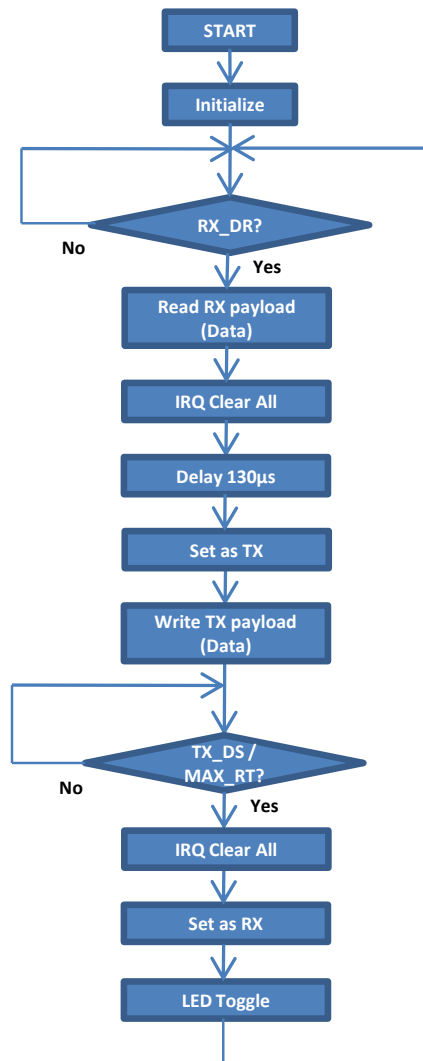 START
Initialize
RX_DR?
No
Yes
Read RX payload
(Data)
IRQ Clear All
Delay 130µs
Set as TX
Write TX payload
(Data)
TX_DS /
MAX_RT?
No
Yes
IRQ Clear All
Set as RX
LED Toggle